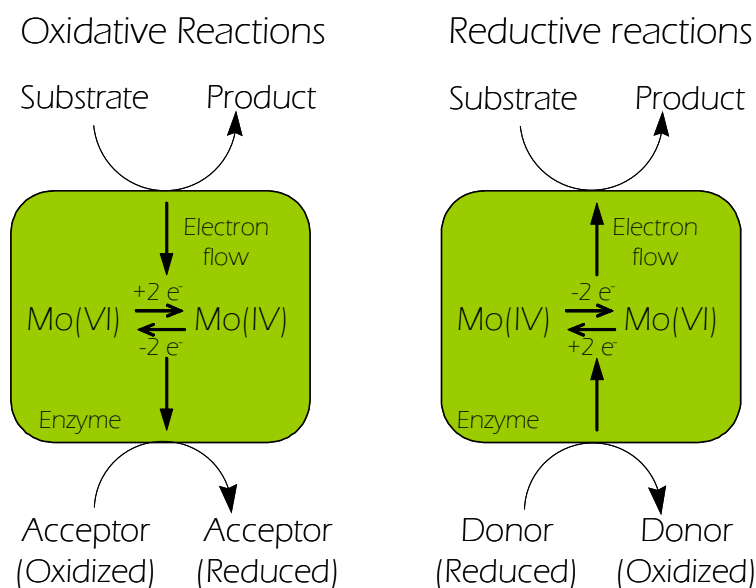 Oxidative Reactions
Substrate Product
Electron
flow
+2 e-
Mo(VI) Mo(IV)
-2 e-
Enzyme
Acceptor Acceptor
(Oxidized) (Reduced)
Reductive reactions
Substrate Product
Electron
flow
-2 e-
Mo(IV) Mo(VI)
+2 e-
Enzyme
Donor Donor
(Reduced) (Oxidized)